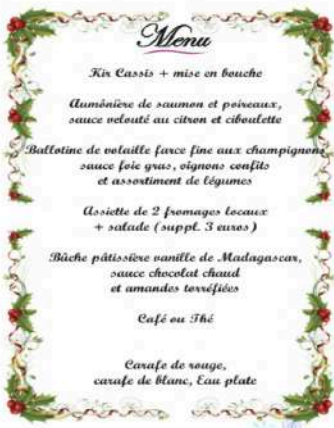 Menu
Kir Cassis + mise en bouche
Aumônière de saumon et poireaux,
sauce velouté au citron et ciboulette
Ballotine de volaille farce fine aux champignons
sauce foie gras, oignons confits
et assortiment de légumes
Assiette de 2 fromages locaux
+ salade (suppl. 3 euros)
Bûche pâtissière vanille de Madagascar,
sauce chocolat chaud
et amandes torréfiées
Café ou Thé
Carafe de rouge,
carafe de blanc, Eau plate